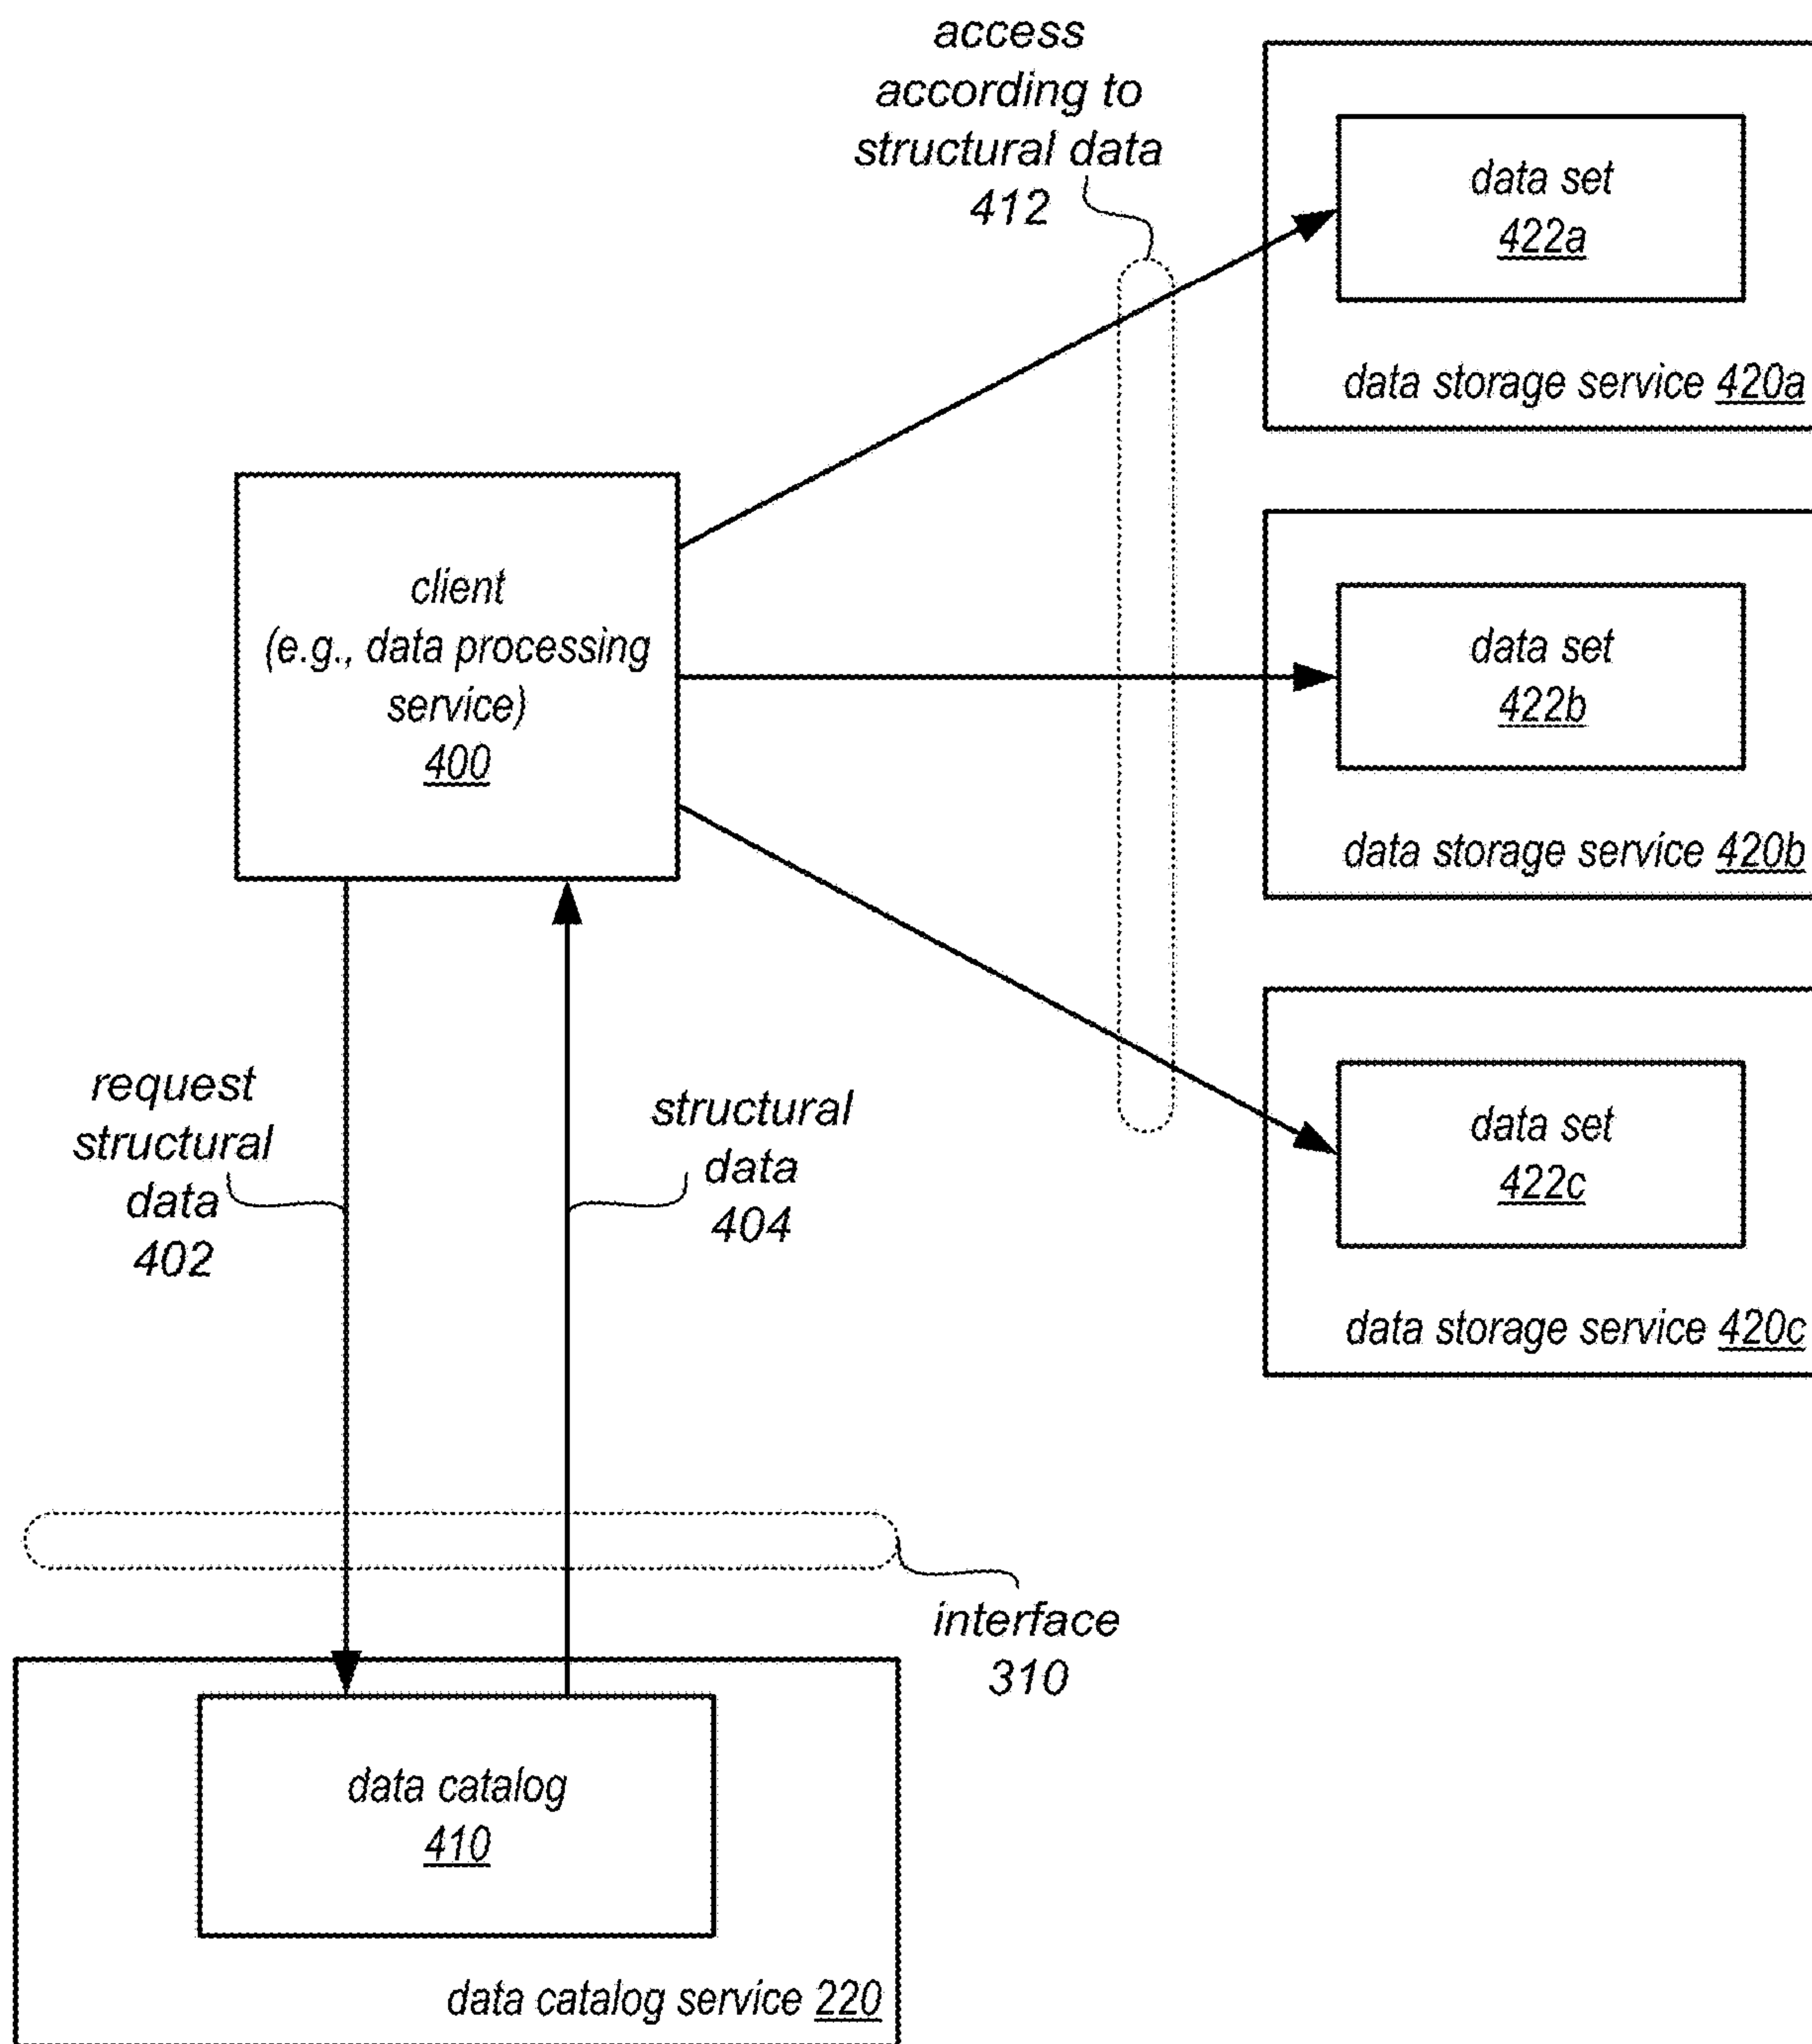 access
according to
structural data
412
data set
422a
data storage service 420a
client
(e.g., data processing
service)
400
data set
422b
data storage service 420b
request
structural
data
402
structural
data
404
data set
422c
data storage service 420c
interface
310
data catalog
410
data catalog service 220